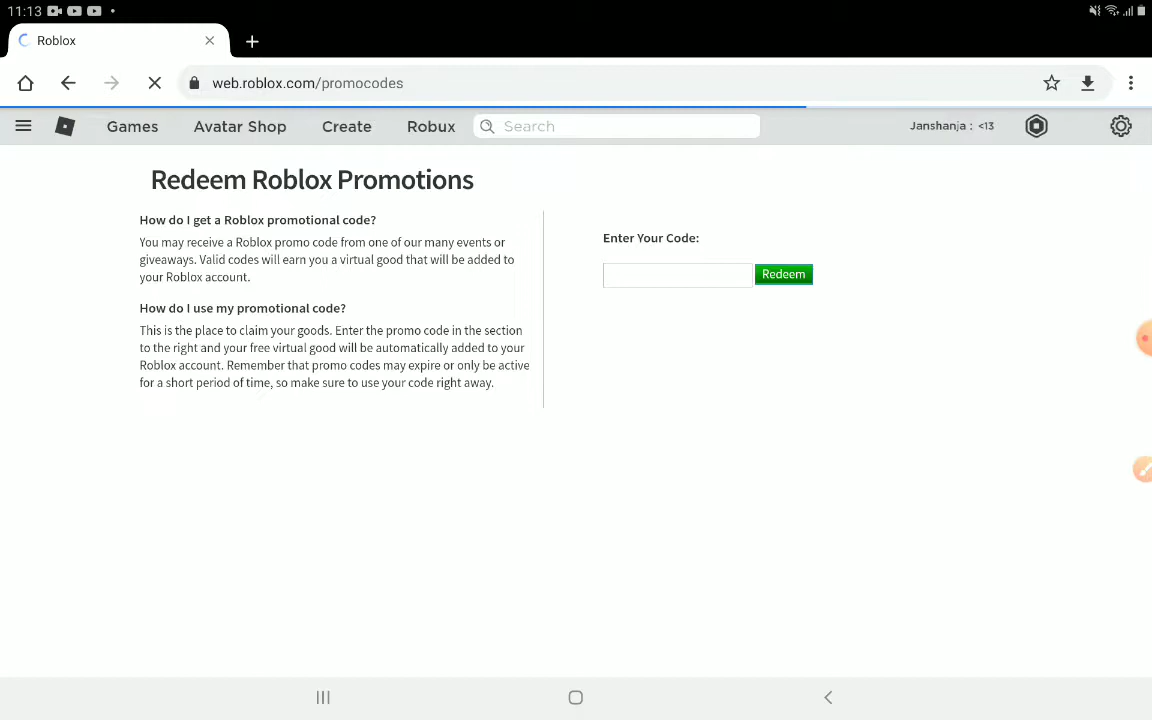 11:13
Roblox
web.roblox.com/promocodes
Games Avatar Shop Create Robux Search Janshanja : <13
Redeem Roblox Promotions
How do I get a Roblox promotional code?
You may receive a Roblox promo code from one of our many events or
giveaways. Valid codes will earn you a virtual good that will be added to
your Roblox account.
How do I use my promotional code?
This is the place to claim your goods. Enter the promo code in the section
to the right and your free virtual good will be automatically added to your
Roblox account. Remember that promo codes may expire or only be active
for a short period of time, so make sure to use your code right away.
Enter Your Code:
Redeem